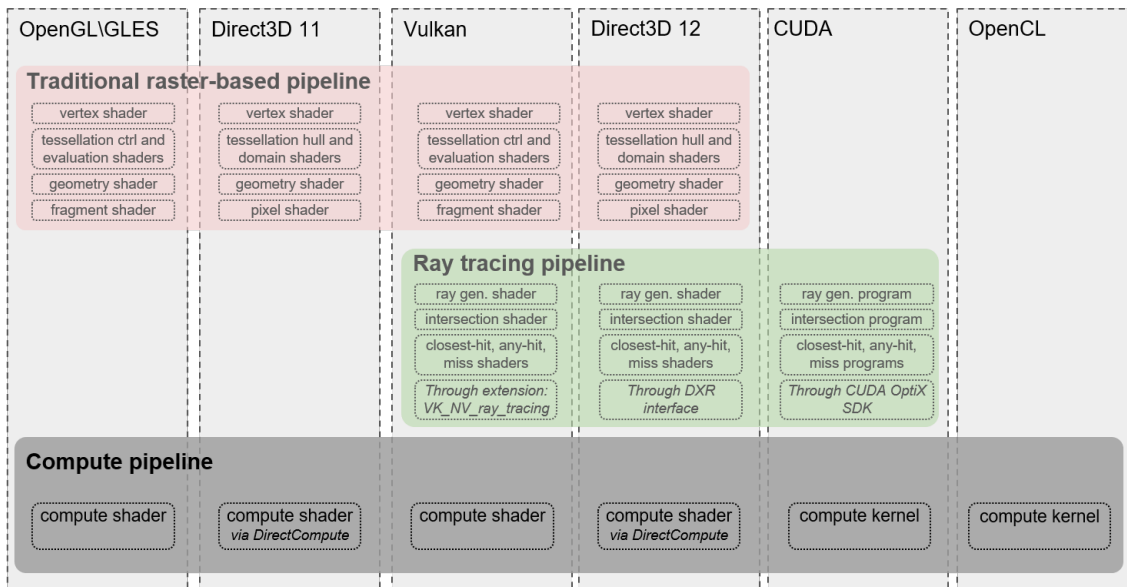 OpenGL\GLES
Direct3D 11
Vulkan
Direct3D 12
CUDA
OpenCL
Traditional raster-based pipeline
vertex shader
vertex shader
vertex shader
vertex shader
tessellation ctrl and
evaluation shaders
tessellation hull and
domain shaders
tessellation ctrl and
evaluation shaders
tessellation hull and
domain shaders
geometry shader
geometry shader
geometry shader
geometry shader
fragment shader
pixel shader
fragment shader
pixel shader
Ray tracing pipeline
ray gen. shader
ray gen. shader
ray gen. program
intersection shader
intersection shader
intersection program
closest-hit, any-hit,
miss shaders
closest-hit, any-hit,
miss shaders
closest-hit, any-hit,
miss programs
Through extension:
VK_NV_ray_tracing
Through DXR
interface
Through CUDA OptiX
SDK
Compute pipeline
compute shader
compute shader
via DirectCompute
compute shader
compute shader
via DirectCompute
compute kernel
compute kernel